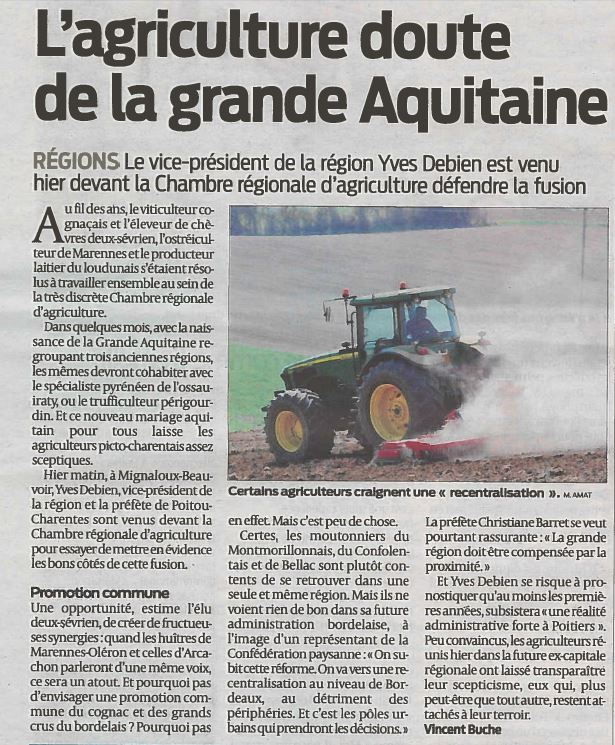 L'agriculture doute
de la grande Aquitaine
RÉGIONS Le vice-président de la région Yves Debien est venu
hier devant la Chambre régionale d'agriculture défendre la fusion
Au fil des ans, le viticulteur co-
gnaçais et l'éleveur de chè-
vres deux-sévrien, l'ostréicul-
teur de Marennes et le producteur
laitier du loudunais s'étaient réso-
lus à travailler ensemble au sein de
la très discrète Chambre régionale
d'agriculture.
Dans quelques mois, avec la nais-
sance de la Grande Aquitaine re-
groupant trois anciennes régions,
les mêmes devront cohabiter avec
le spécialiste pyrénéen de l'ossau-
iraty, ou le trufficulteur périgour-
din. Et ce nouveau mariage aqui-
tain pour tous laisse les
agriculteurs picto-charentais assez
sceptiques.
Hier matin, à Mignaloux-Beau-
voir, Yves Debien, vice-président de
la région et la préfète de Poitou-
Charentes sont venus devant la
Chambre régionale d'agriculture
pour essayer de mettre en évidence
les bons côtés de cette fusion.
Promotion commune
Une opportunité, estime l'élu
deux-sévrien, de créer de fructueu-
ses synergies : quand les huîtres de
Marennes-Oléron et celles d'Arca-
chon parleront d'une même voix,
ce sera un atout. Et pourquoi pas
d'envisager une promotion com-
mune du cognac et des grands
crus du bordelais ? Pourquoi pas
Certains agriculteurs craignent une « recentralisation ». M. AMAT
en effet. Mais c'est peu de chose.
Certes, les moutonniers du
Montmorillonnais, du Confolen-
tais et de Bellac sont plutôt con-
tents de se retrouver dans une
seule et même région. Mais ils ne
voient rien de bon dans sa future
administration bordelaise, à
l'image d'un représentant de la
Confédération paysanne : « On su-
bit cette réforme. On va vers une re-
centralisation au niveau de Bor-
deaux, au détriment des
périphéries. Et c'est les pôles ur-
bains qui prendront les décisions. »
La préfète Christiane Barret se veut
pourtant rassurante : « La grande
région doit être compensée par la
proximité. »
Et Yves Debien se risque à pro-
nostiquer qu'au moins les premiè-
res années, subsistera « une réalité
administrative forte à Poitiers ».
Peu convaincus, les agriculteurs réu-
nis hier dans la future ex-capitale
régionale ont laissé transparaître
leur scepticisme, eux qui, plus
peut-être que tout autre, restent at-
tachés à leur terroir.
Vincent Buche